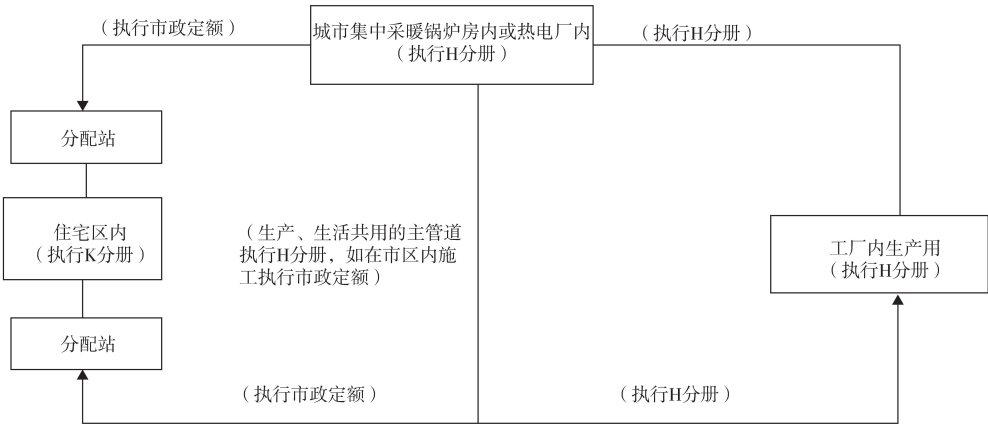 （执行市政定额）
城市集中采暖锅炉房内或热电厂内
（执行H分册）
（执行H分册）
分配站
住宅区内
（执行K分册）
（生产、生活共用的主管道
执行H分册，如在市区内施
工执行市政定额）
工厂内生产用
（执行H分册）
分配站
（执行市政定额）
（执行H分册）